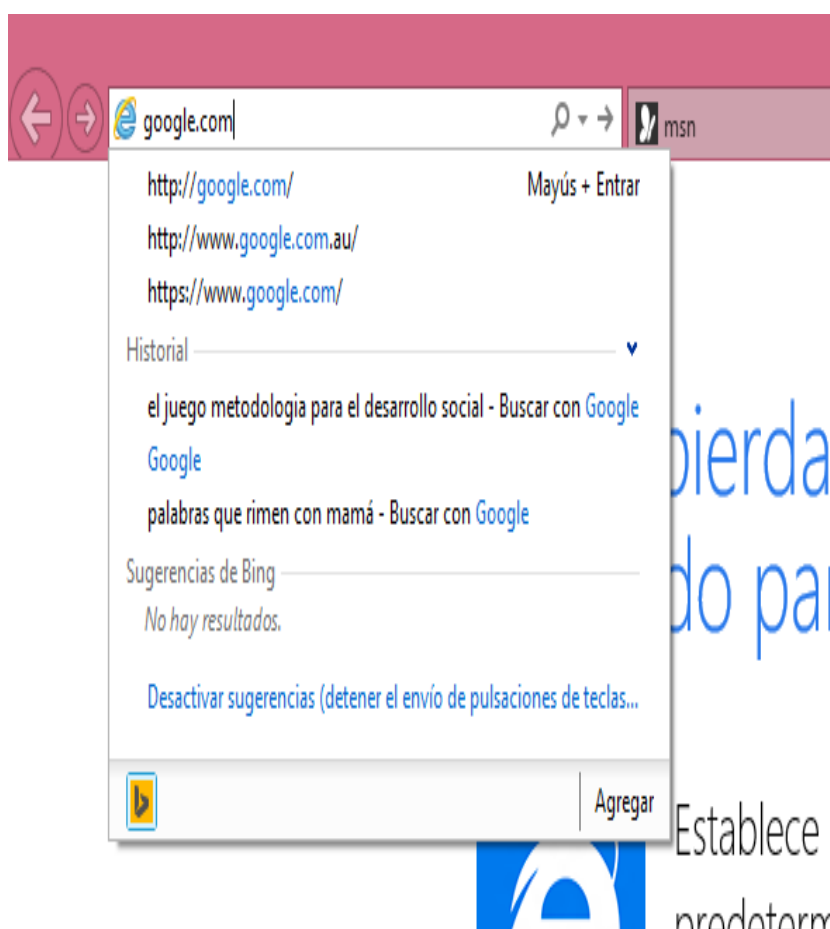 google.com
msn
http://google.com/ Mayús + Entrar
http://www.google.com.au/
https://www.google.com/
Historial
el juego metodologia para el desarrollo social - Buscar con Google
Google
palabras que rimen con mamá - Buscar con Google
Sugerencias de Bing
No hay resultados.
Desactivar sugerencias (detener el envío de pulsaciones de teclas...
Agregar
pierda
do par
Establece
predeterm